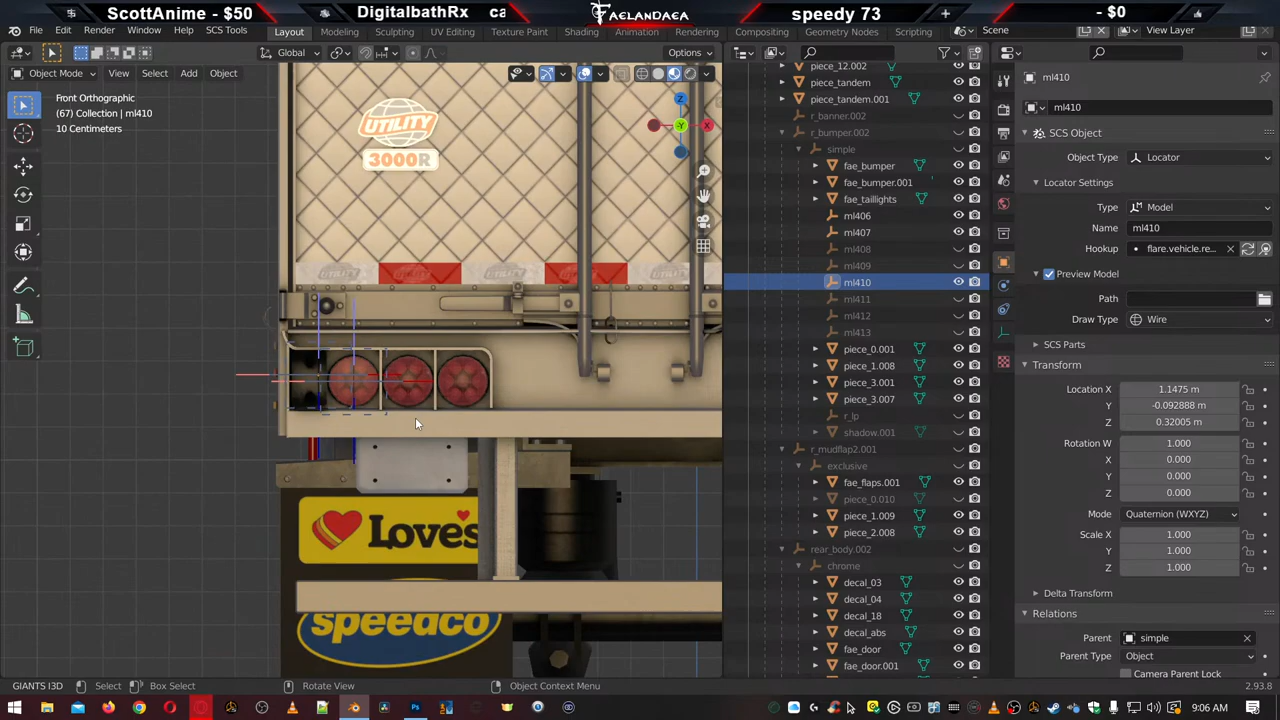 ScottAnime - $50
DigitalbathRx ca
FAELANDAEA
speedy 73
- $0
File Edit Render Window Help SCS Tools
Layout Modeling Sculpting UV Editing Texture Paint Shading Animation Rendering Compositing Geometry Nodes Scripting
Scene
View Layer
Global
Options
Object Mode View Select Add Object
Front Orthographic
(67) Collection | ml410
10 Centimeters
Z
X
Y
UTILITY
3000R
Love's
speedco
piece_12.002
piece_tandem
piece_tandem.001
r_banner.002
r_bumper.002
simple
fae_bumper
fae_bumper.001
fae_taillights
ml406
ml407
ml408
ml409
ml410
ml411
ml412
ml413
piece_0.001
piece_1.008
piece_3.001
piece_3.007
r_lp
shadow.001
r_mudflap2.001
exclusive
fae_flaps.001
piece_0.010
piece_1.009
piece_2.008
rear_body.002
chrome
decal_03
decal_04
decal_18
decal_abs
fae_door
fae_door.001
ml410
ml410
SCS Object
Object Type Locator
Locator Settings
Type Model
Name ml410
Hookup flare.vehicle.re...
Preview Model
Path
Draw Type Wire
SCS Parts
Transform
Location X 1.1475 m
Y -0.092888 m
Z 0.32005 m
Rotation W 1.000
X 0.000
Y 0.000
Z 0.000
Mode Quaternion (WXYZ)
Scale X 1.000
Y 1.000
Z 1.000
Delta Transform
Relations
Parent simple
Parent Type Object
Camera Parent Lock
GIANTS I3D Select Box Select Rotate View Object Context Menu
2.93.8
9:06 AM